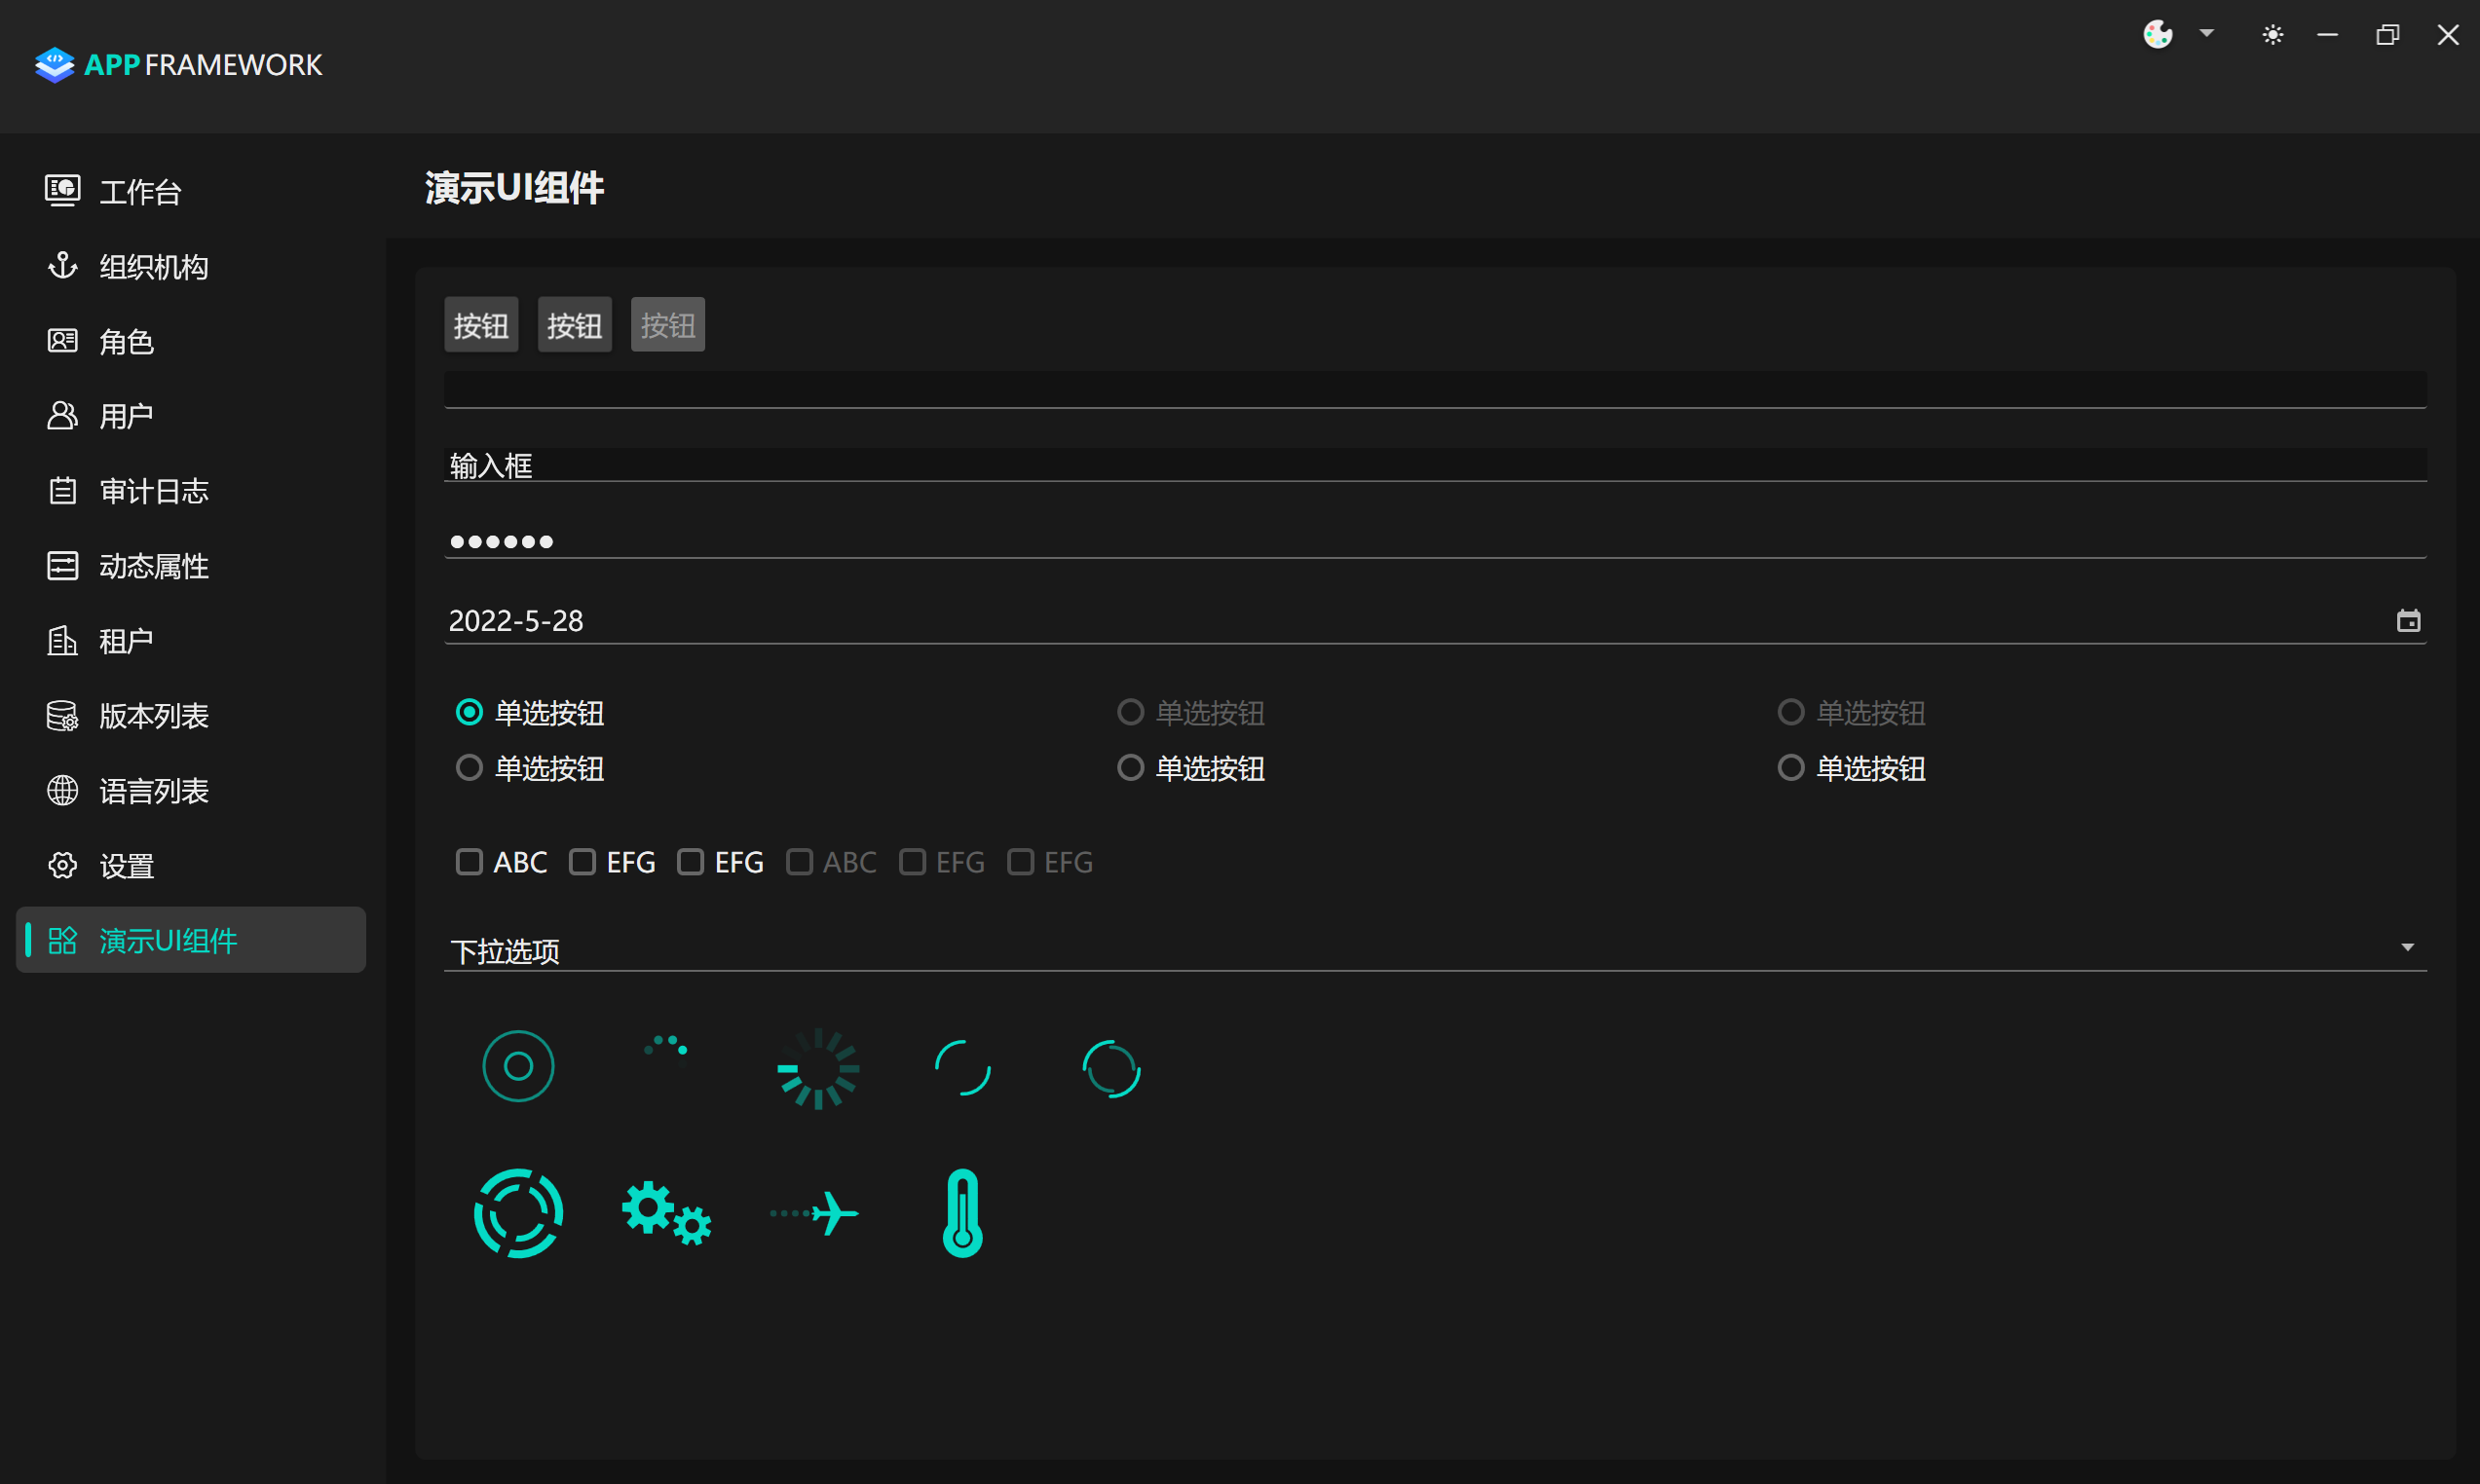 APP FRAMEWORK
工作台
组织机构
角色
用户
审计日志
动态属性
租户
版本列表
语言列表
设置
演示UI组件
演示UI组件
按钮 按钮 按钮
输入框
2022-5-28
单选按钮 单选按钮 单选按钮
单选按钮 单选按钮 单选按钮
ABC EFG EFG ABC EFG EFG
下拉选项